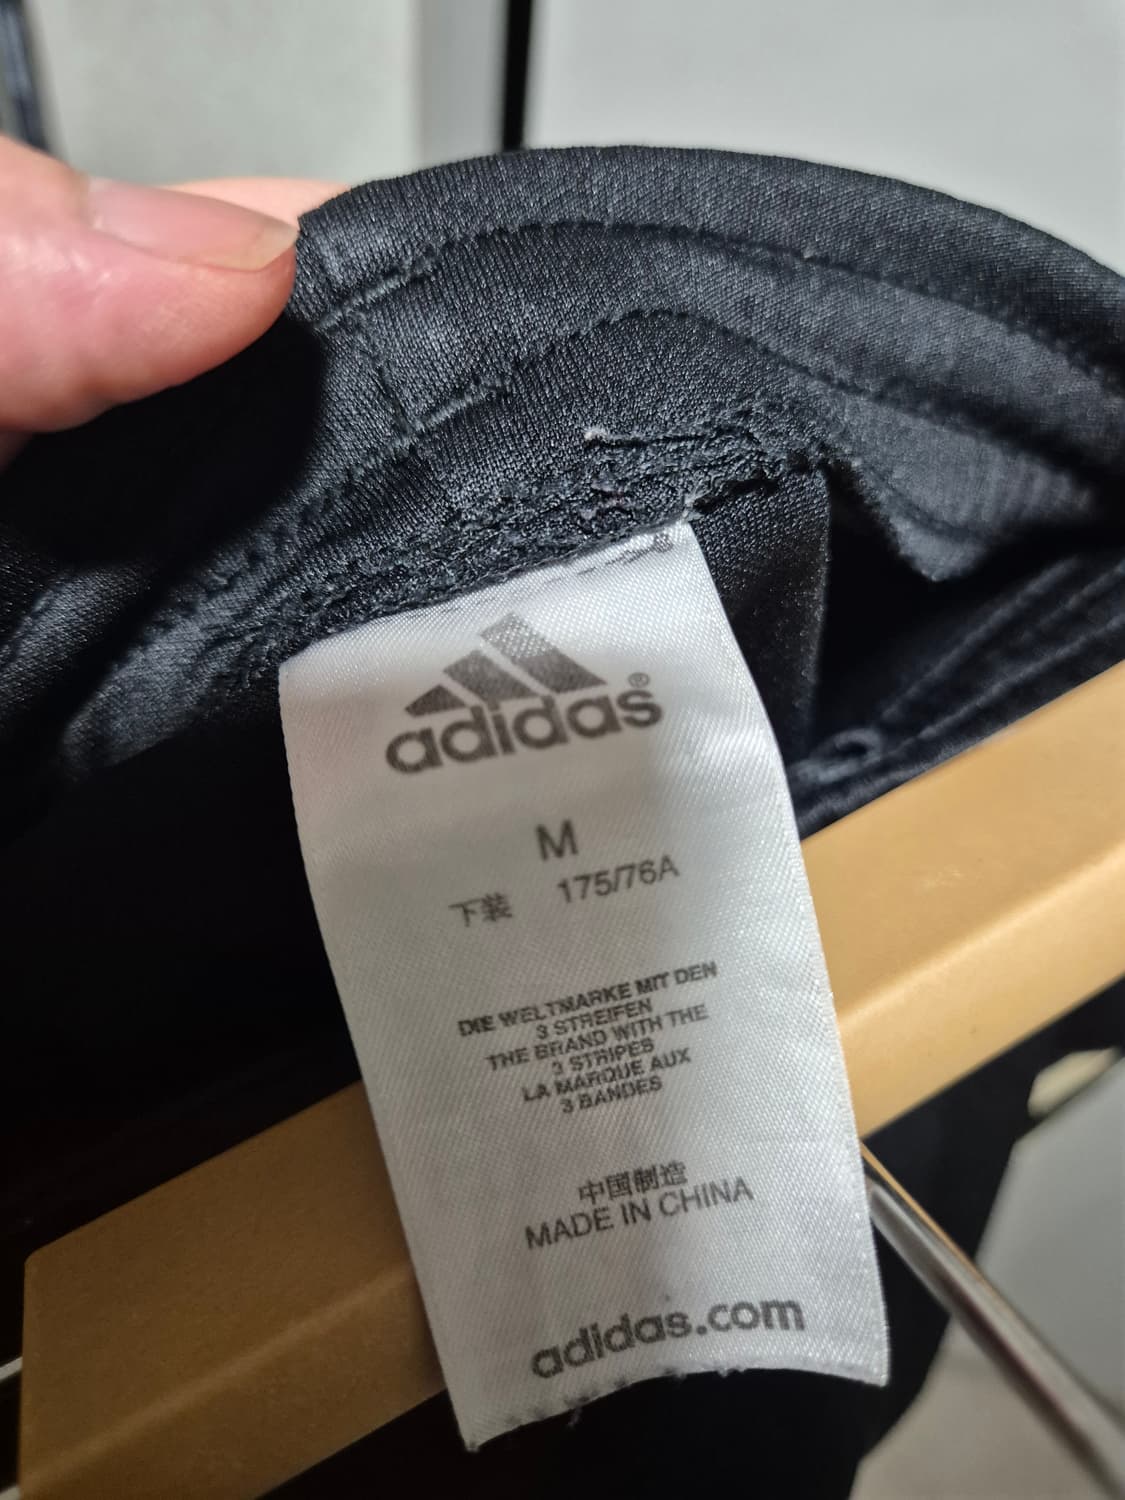 adidas®
M
下装 175/76A
DIE WELTMARKE MIT DEN
3 STREIFEN
THE BRAND WITH THE
3 STRIPES
LA MARQUE AUX
3 BANDES
中国制造
MADE IN CHINA
adidas.com